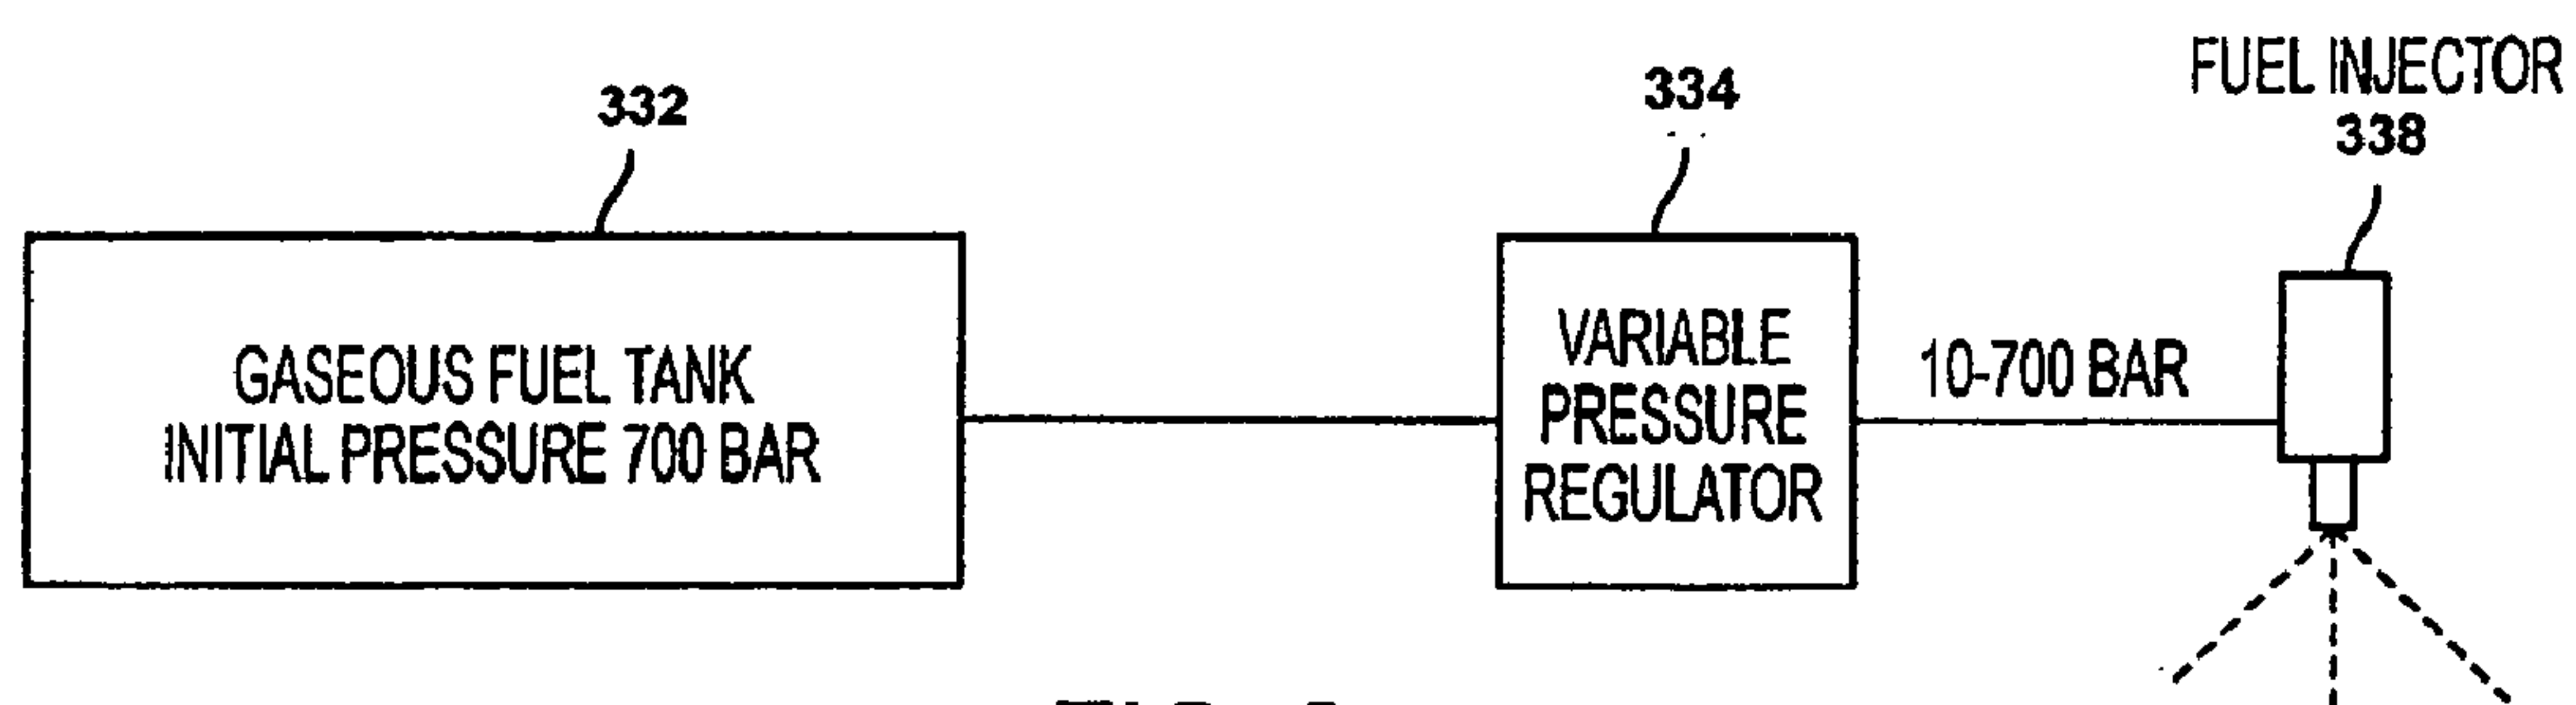 332
334
FUEL INJECTOR
338
GASEOUS FUEL TANK
INITIAL PRESSURE 700 BAR
VARIABLE
PRESSURE
REGULATOR
10-700 BAR